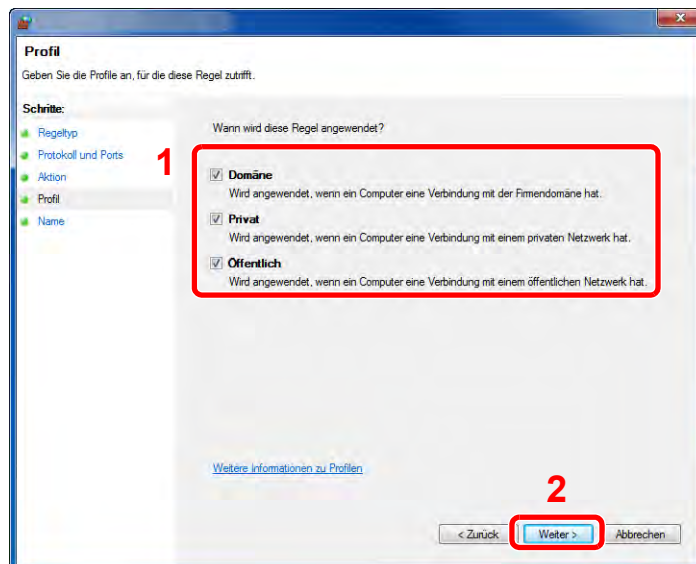 Profil
Geben Sie die Profile an, für die diese Regel zutrifft.
Schritte:
Regeltyp
Protokoll und Ports
Aktion
Profil
Name
Wann wird diese Regel angewendet?
1
Domäne
Wird angewendet, wenn ein Computer eine Verbindung mit der Firmendomäne hat.
Privat
Wird angewendet, wenn ein Computer eine Verbindung mit einem privaten Netzwerk hat.
Öffentlich
Wird angewendet, wenn ein Computer eine Verbindung mit einem öffentlichen Netzwerk hat.
Weitere Informationen zu Profilen
2
< Zurück
Weiter >
Abbrechen